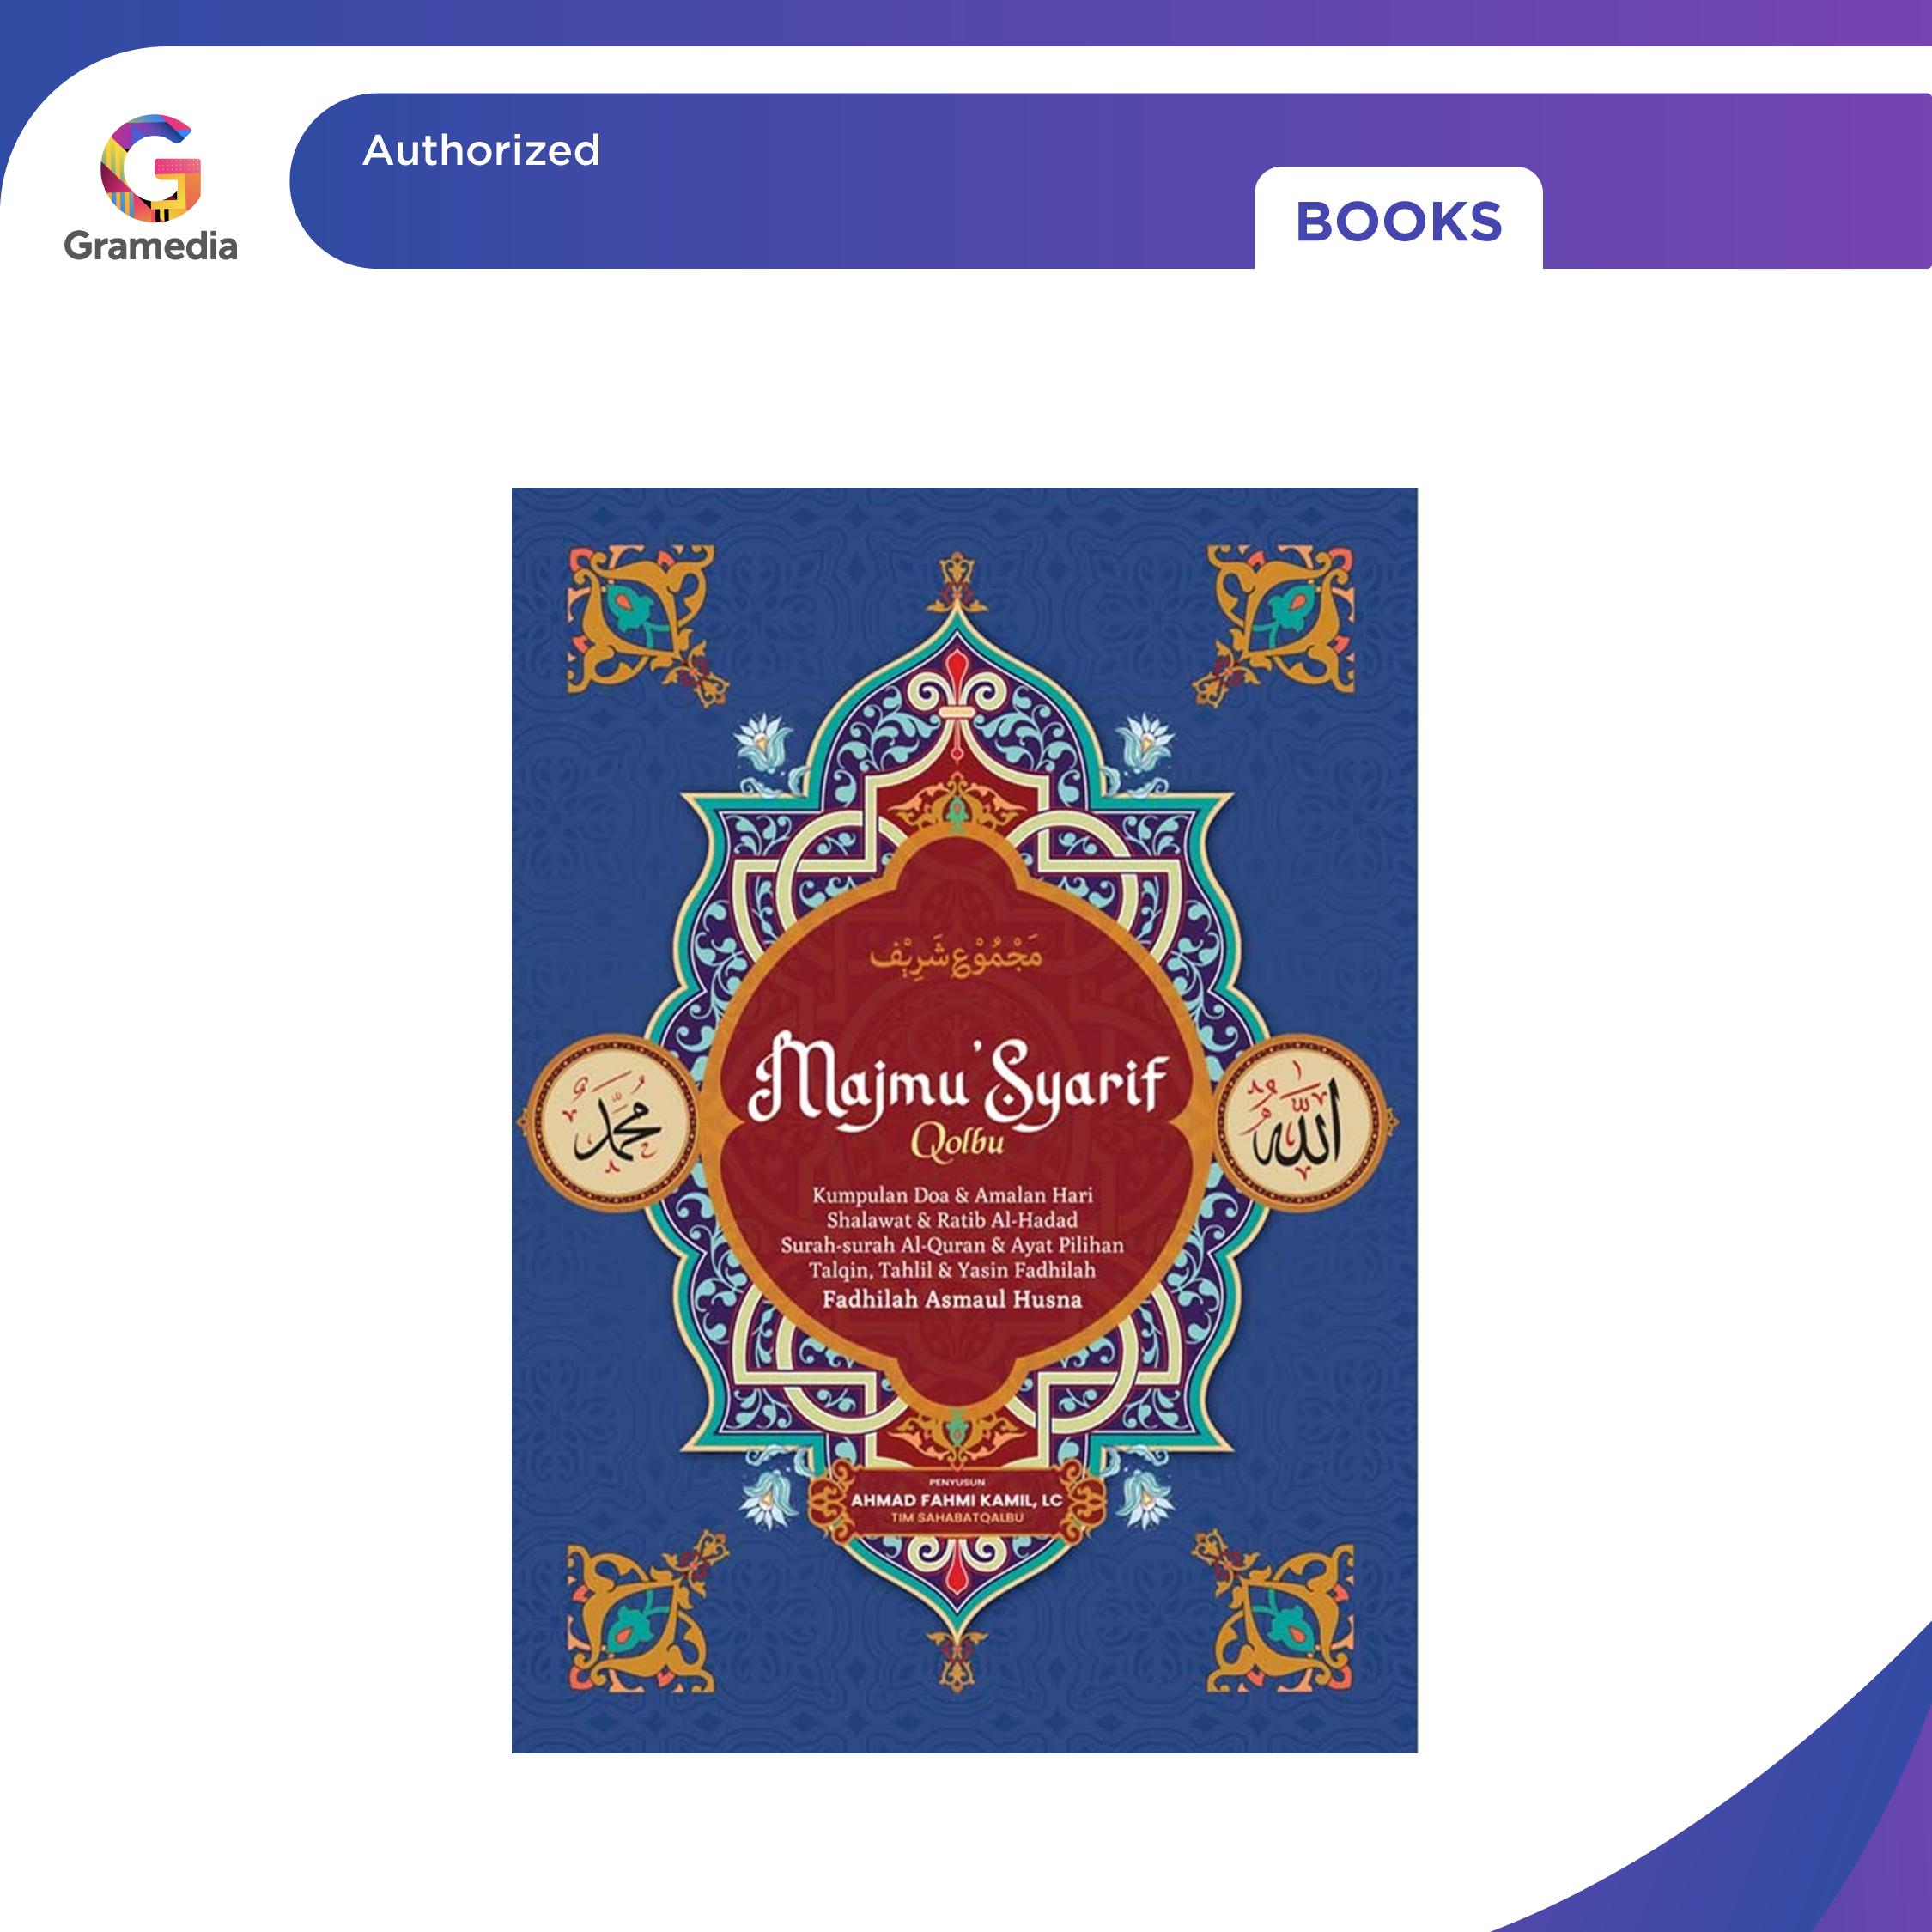 Gramedia
Authorized
BOOKS
مَجْمُوْعْ شَرِيْف
Majmu' Syarif
Qolbu
محمد
الله
Kumpulan Doa & Amalan Hari
Shalawat & Ratib Al-Hadad
Surah-surah Al-Quran & Ayat Pilihan
Talqin, Tahlil & Yasin Fadhilah
Fadhilah Asmaul Husna
PENYUSUN
AHMAD FAHMI KAMIL, LC
TIM SAHABATQALBU